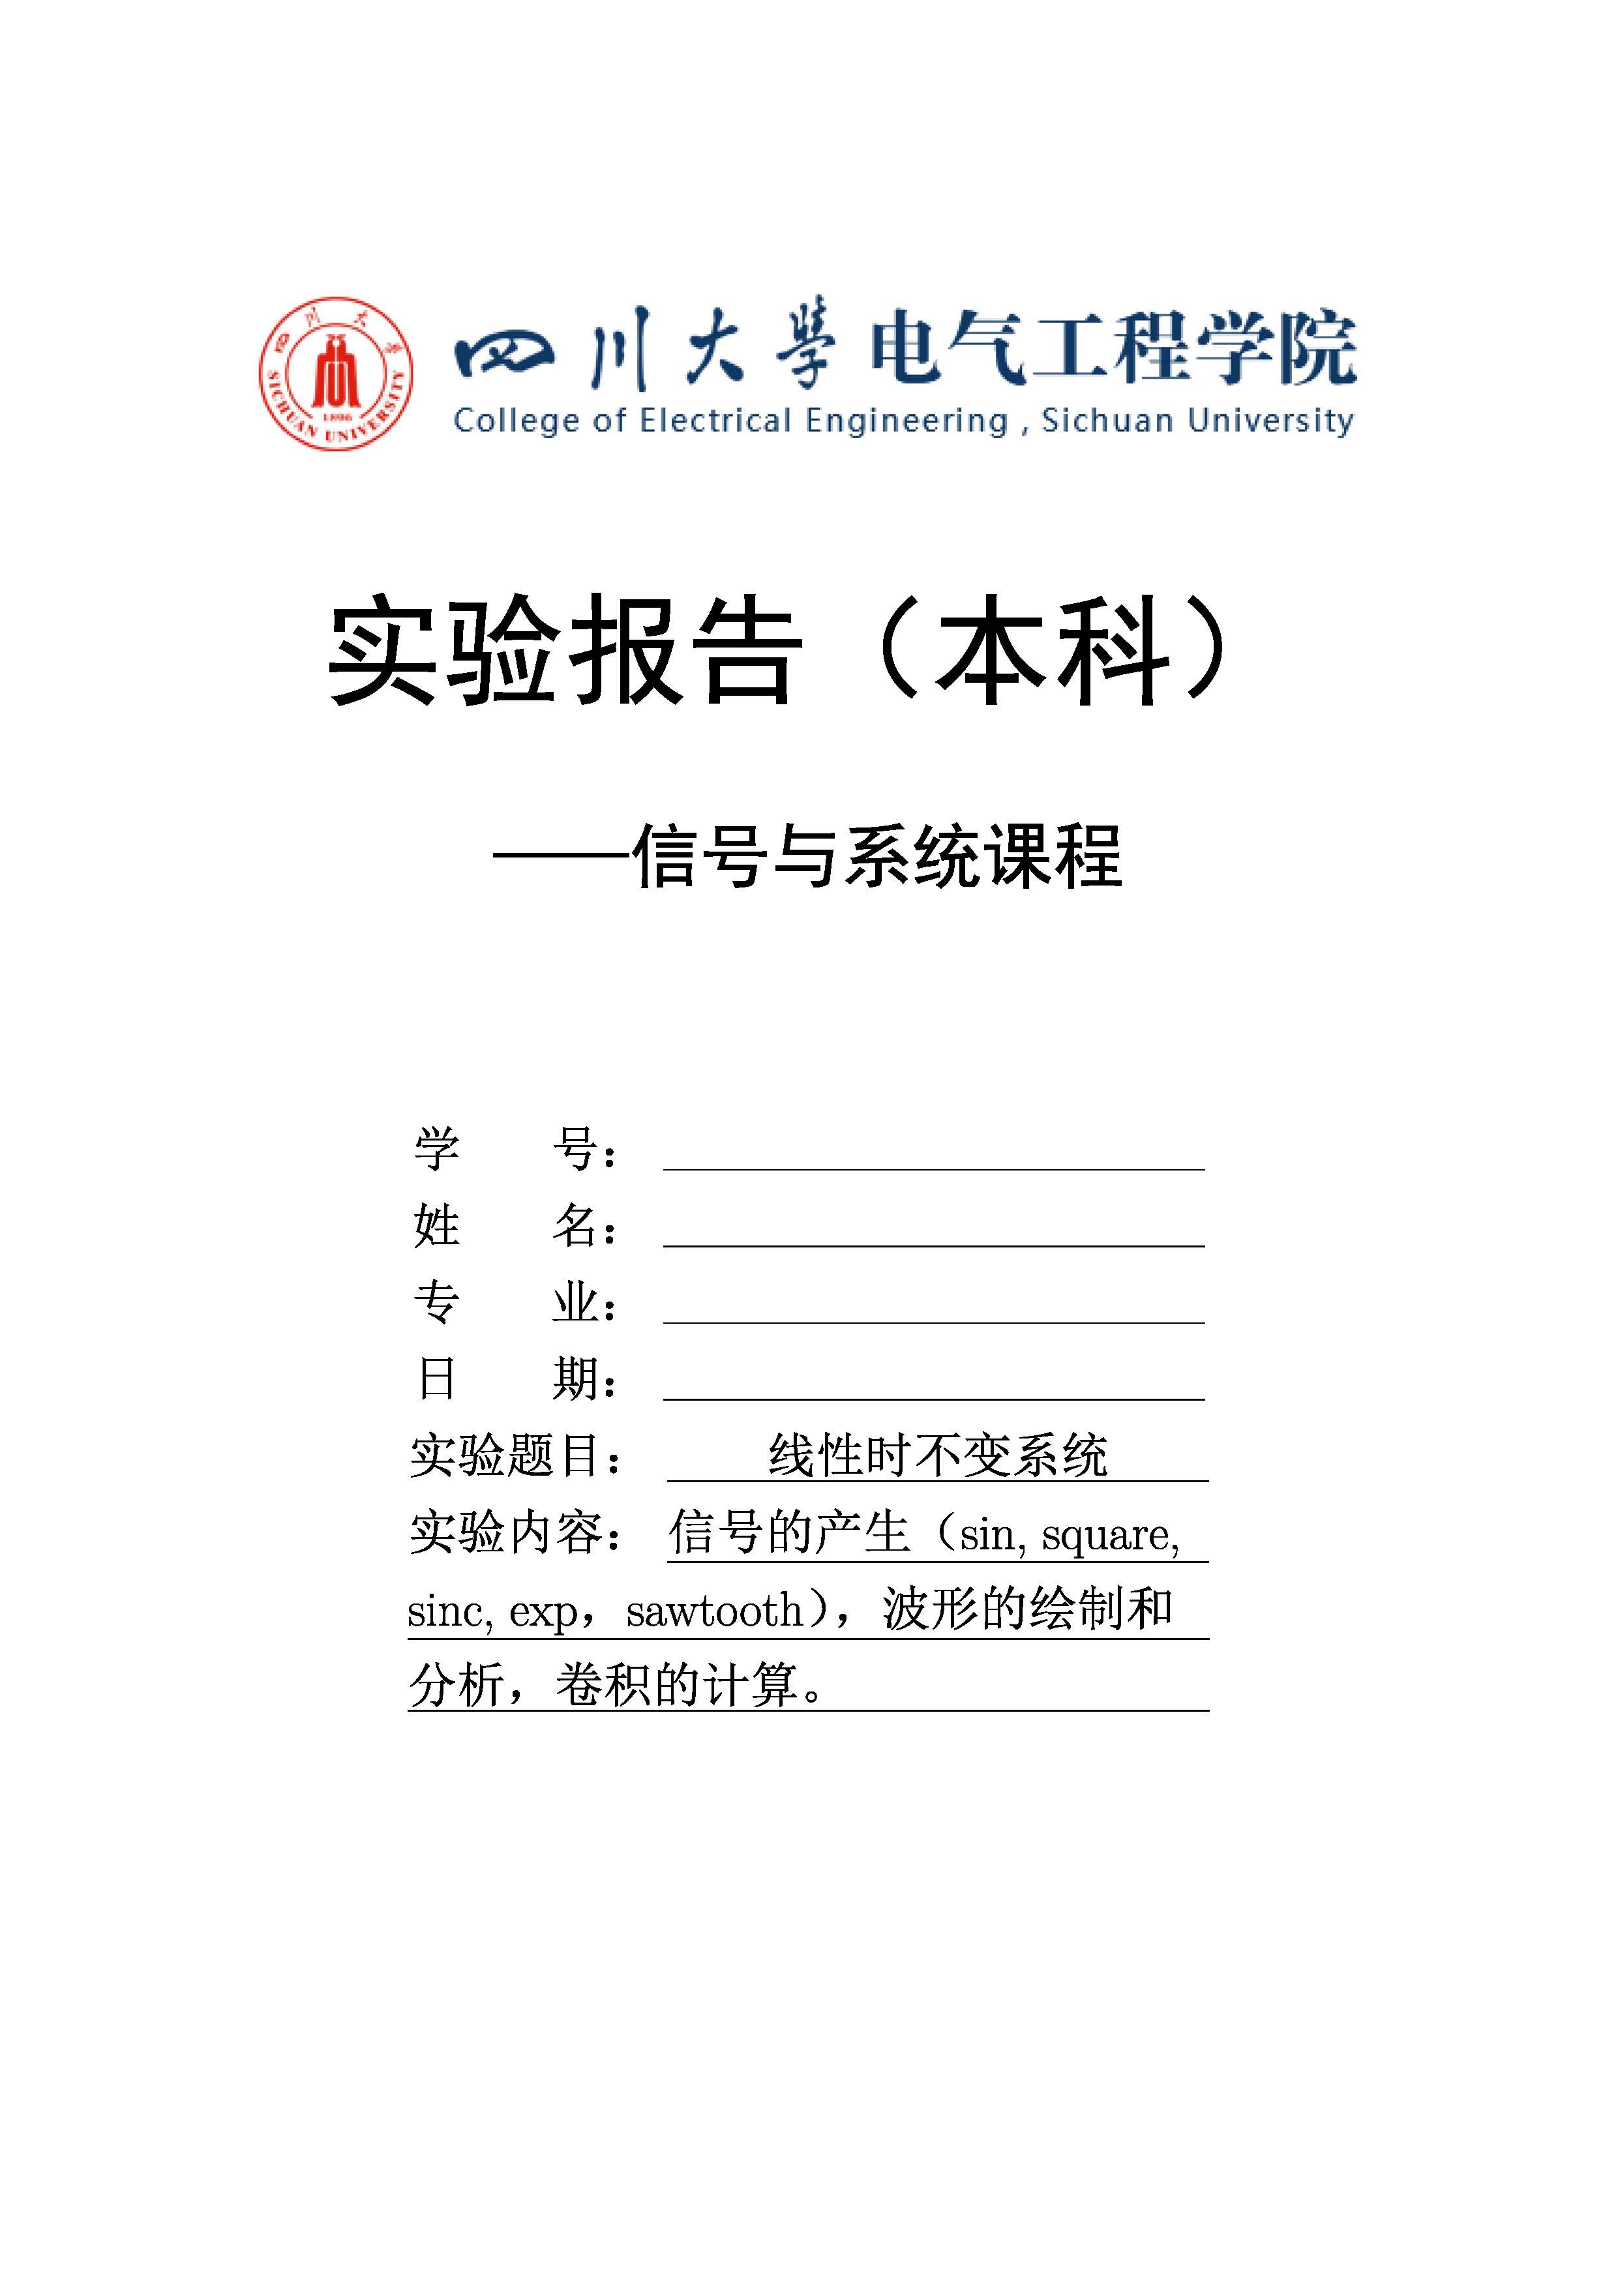 四川大學
SICHUAN UNIVERSITY
1896
四川大學电气工程学院
College of Electrical Engineering , Sichuan University
实验报告（本科）
——信号与系统课程
学 号：
姓 名：
专 业：
日 期：
实验题目： 线性时不变系统
实验内容： 信号的产生（sin, square,
sinc, exp，sawtooth），波形的绘制和
分析，卷积的计算。